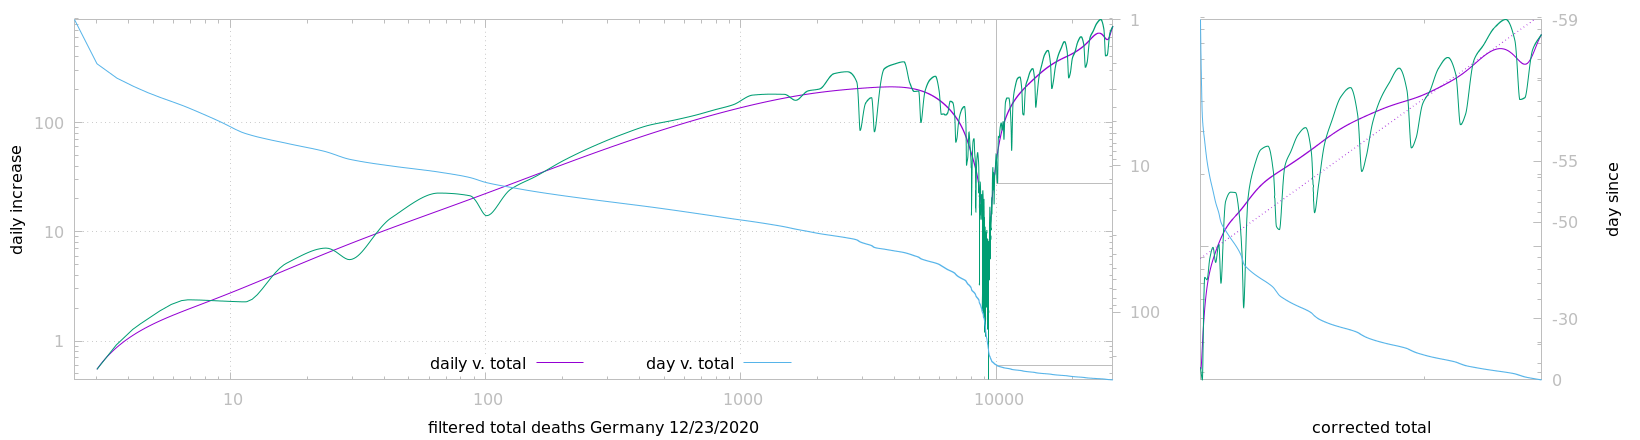 1
-59
100
10
-55
daily increase
-50
day since
10
100
-30
1
daily v. total
day v. total
0
10
100
1000
10000
filtered total deaths Germany 12/23/2020
corrected total